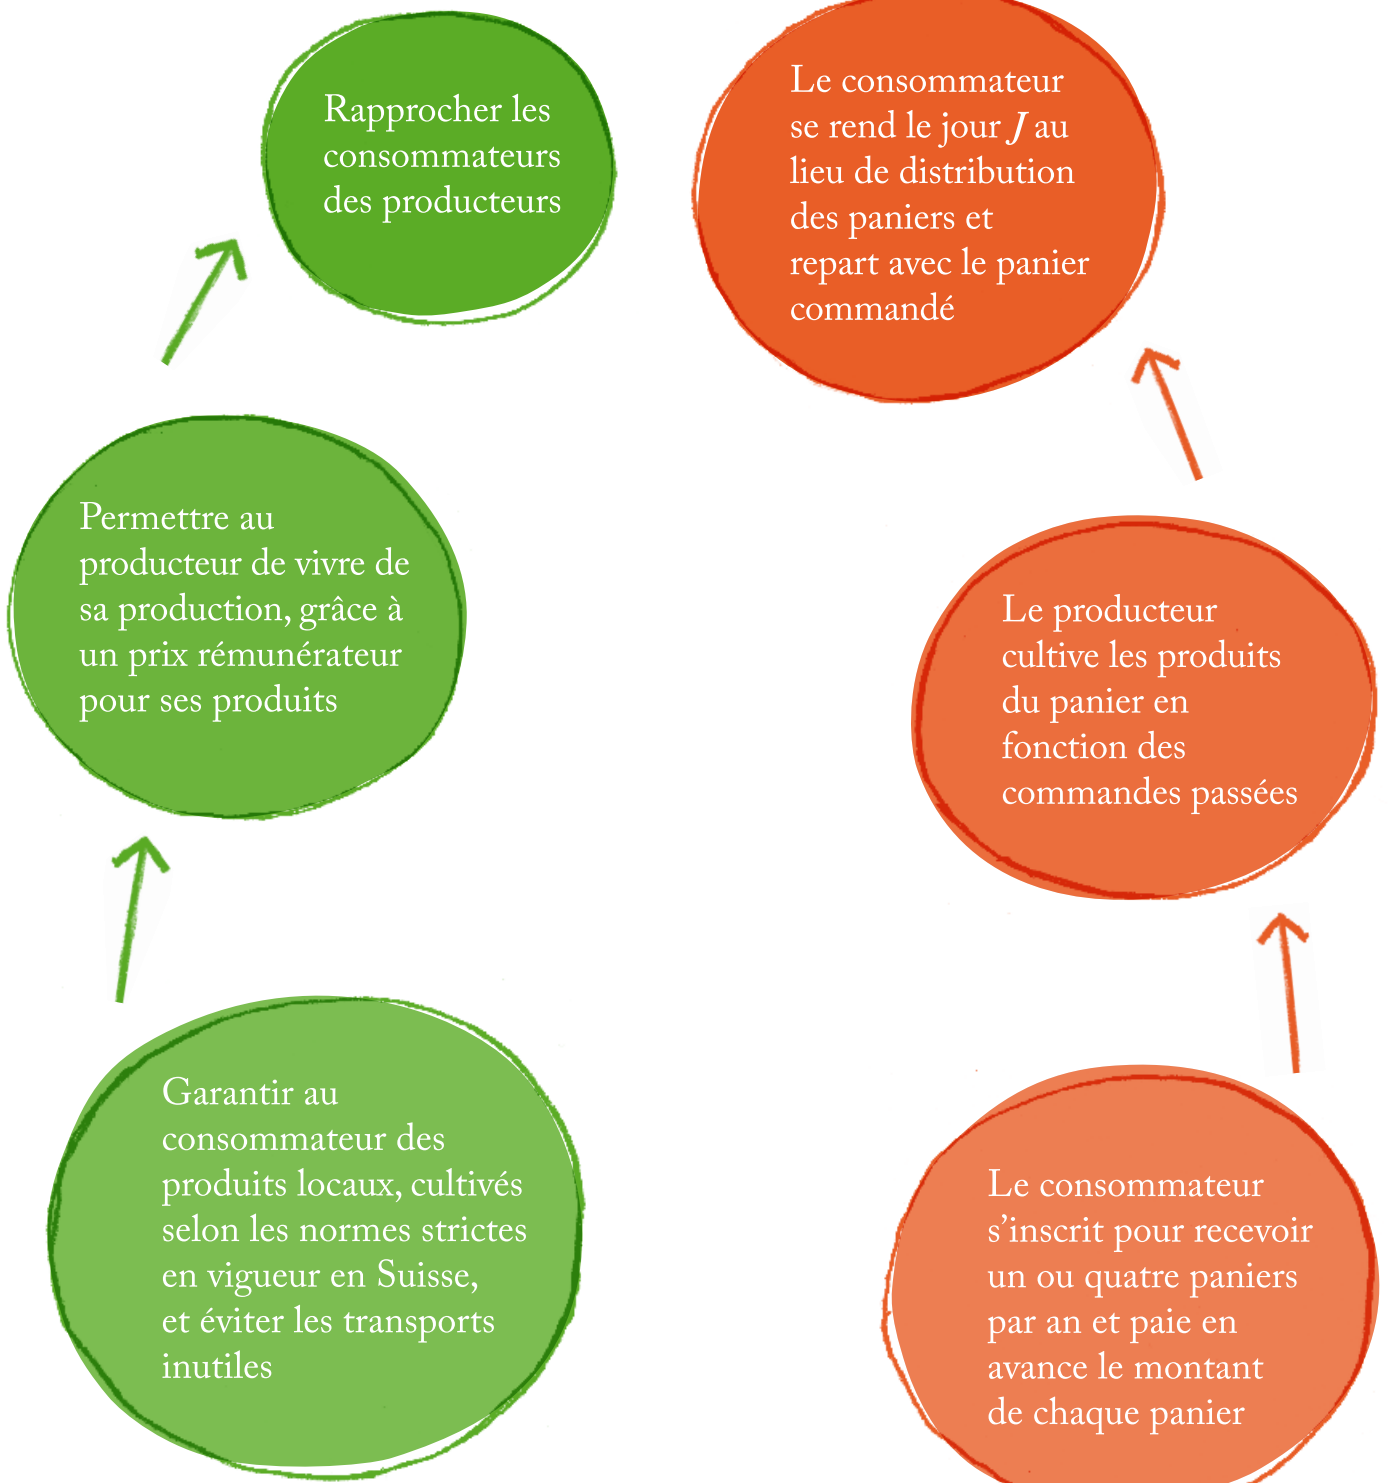 Rapprocher les
consommateurs
des producteurs
Permettre au
producteur de vivre de
sa production, grâce à
un prix rémunérateur
pour ses produits
Garantir au
consommateur des
produits locaux, cultivés
selon les normes strictes
en vigueur en Suisse,
et éviter les transports
inutiles
Le consommateur
se rend le jour J au
lieu de distribution
des paniers et
repart avec le panier
commandé
Le producteur
cultive les produits
du panier en
fonction des
commandes passées
Le consommateur
s’inscrit pour recevoir
un ou quatre paniers
par an et paie en
avance le montant
de chaque panier